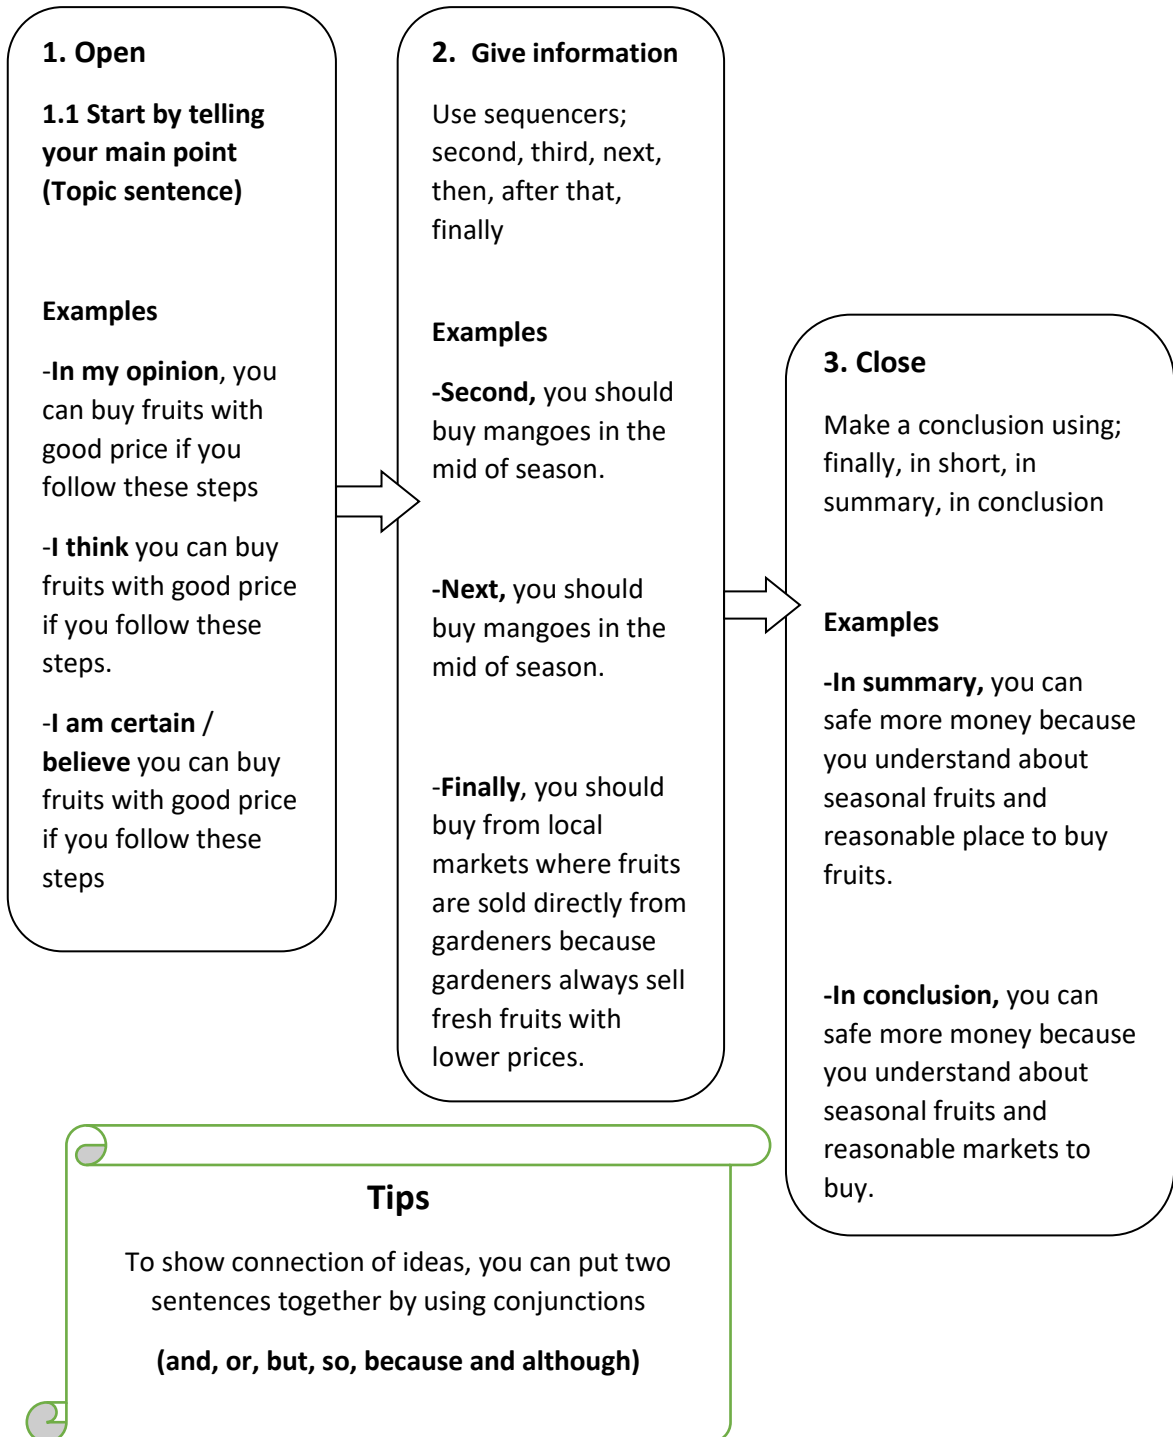 1. Open
1.1 Start by telling
your main point
(Topic sentence)
Examples
-In my opinion, you
can buy fruits with
good price if you
follow these steps
-I think you can buy
fruits with good price
if you follow these
steps.
-I am certain /
believe you can buy
fruits with good price
if you follow these
steps
2. Give information
Use sequencers;
second, third, next,
then, after that,
finally
Examples
-Second, you should
buy mangoes in the
mid of season.
-Next, you should
buy mangoes in the
mid of season.
-Finally, you should
buy from local
markets where fruits
are sold directly from
gardeners because
gardeners always sell
fresh fruits with
lower prices.
3. Close
Make a conclusion using;
finally, in short, in
summary, in conclusion
Examples
-In summary, you can
safe more money because
you understand about
seasonal fruits and
reasonable place to buy
fruits.
-In conclusion, you can
safe more money because
you understand about
seasonal fruits and
reasonable markets to
buy.
Tips
To show connection of ideas, you can put two
sentences together by using conjunctions
(and, or, but, so, because and although)